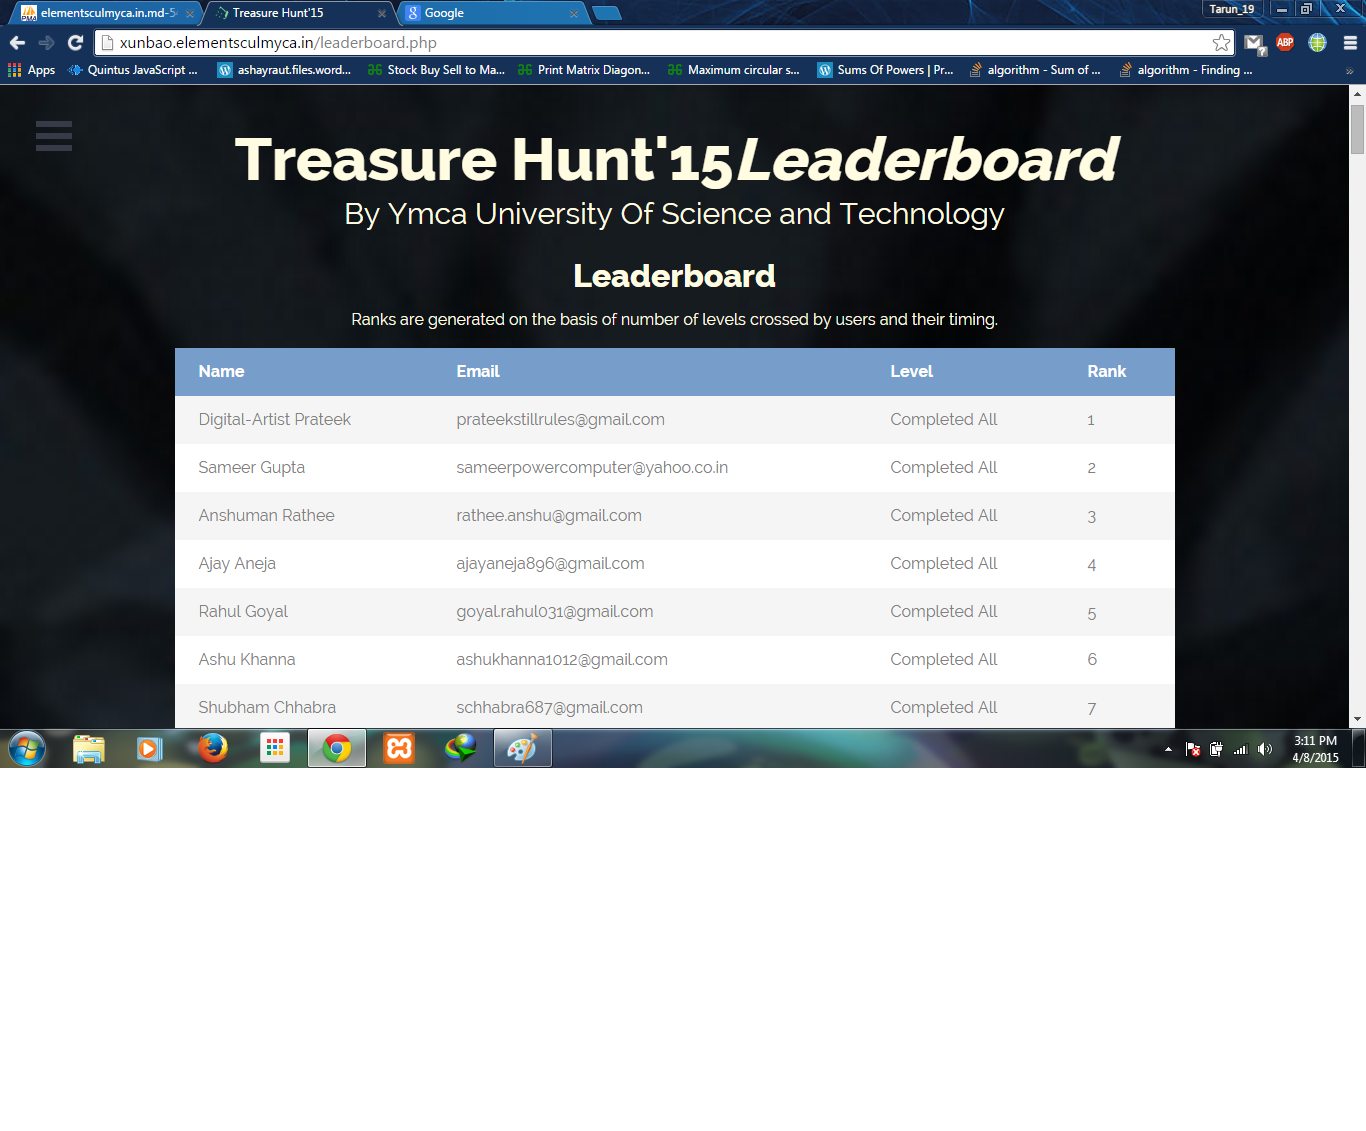 elementsculmyca.in.md-5
Treasure Hunt'15
Google
Tarun_19
xunbao.elementsculmyca.in/leaderboard.php
ABP
Apps
Quintus JavaScript ...
ashayraut.files.word...
Stock Buy Sell to Ma...
Print Matrix Diagon...
Maximum circular s...
Sums Of Powers | Pr...
algorithm - Sum of ...
algorithm - Finding ...
Treasure Hunt'15 Leaderboard
By Ymca University Of Science and Technology
Leaderboard
Ranks are generated on the basis of number of levels crossed by users and their timing.
Name Email Level Rank
Digital-Artist Prateek prateekstillrules@gmail.com Completed All 1
Sameer Gupta sameerpowercomputer@yahoo.co.in Completed All 2
Anshuman Rathee rathee.anshu@gmail.com Completed All 3
Ajay Aneja ajayaneja896@gmail.com Completed All 4
Rahul Goyal goyal.rahul031@gmail.com Completed All 5
Ashu Khanna ashukhanna1012@gmail.com Completed All 6
Shubham Chhabra schhabra687@gmail.com Completed All 7
3:11 PM
4/8/2015